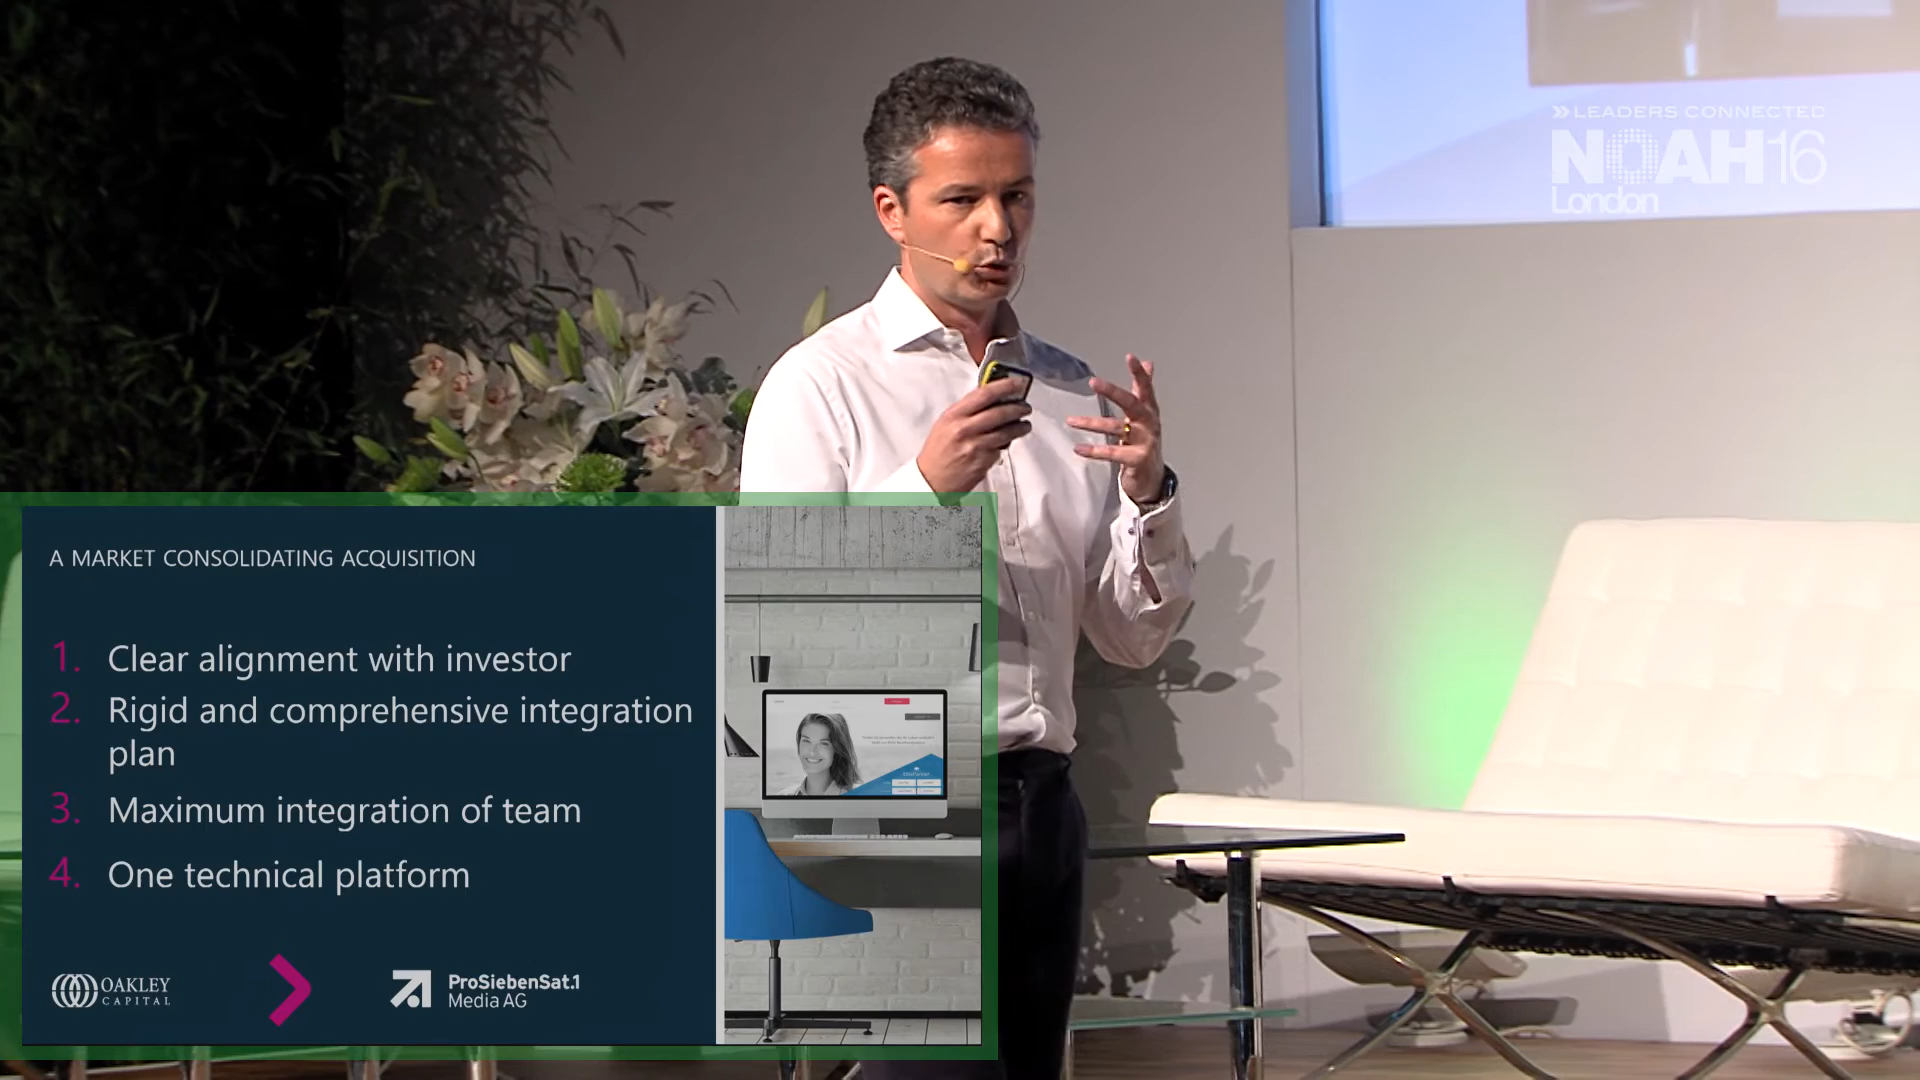 LEADERS CONNECTED
NOAH16
London
A MARKET CONSOLIDATING ACQUISITION
1. Clear alignment with investor
2. Rigid and comprehensive integration
plan
3. Maximum integration of team
4. One technical platform
OAKLEY
CAPITAL
ProSiebenSat.1
Media AG